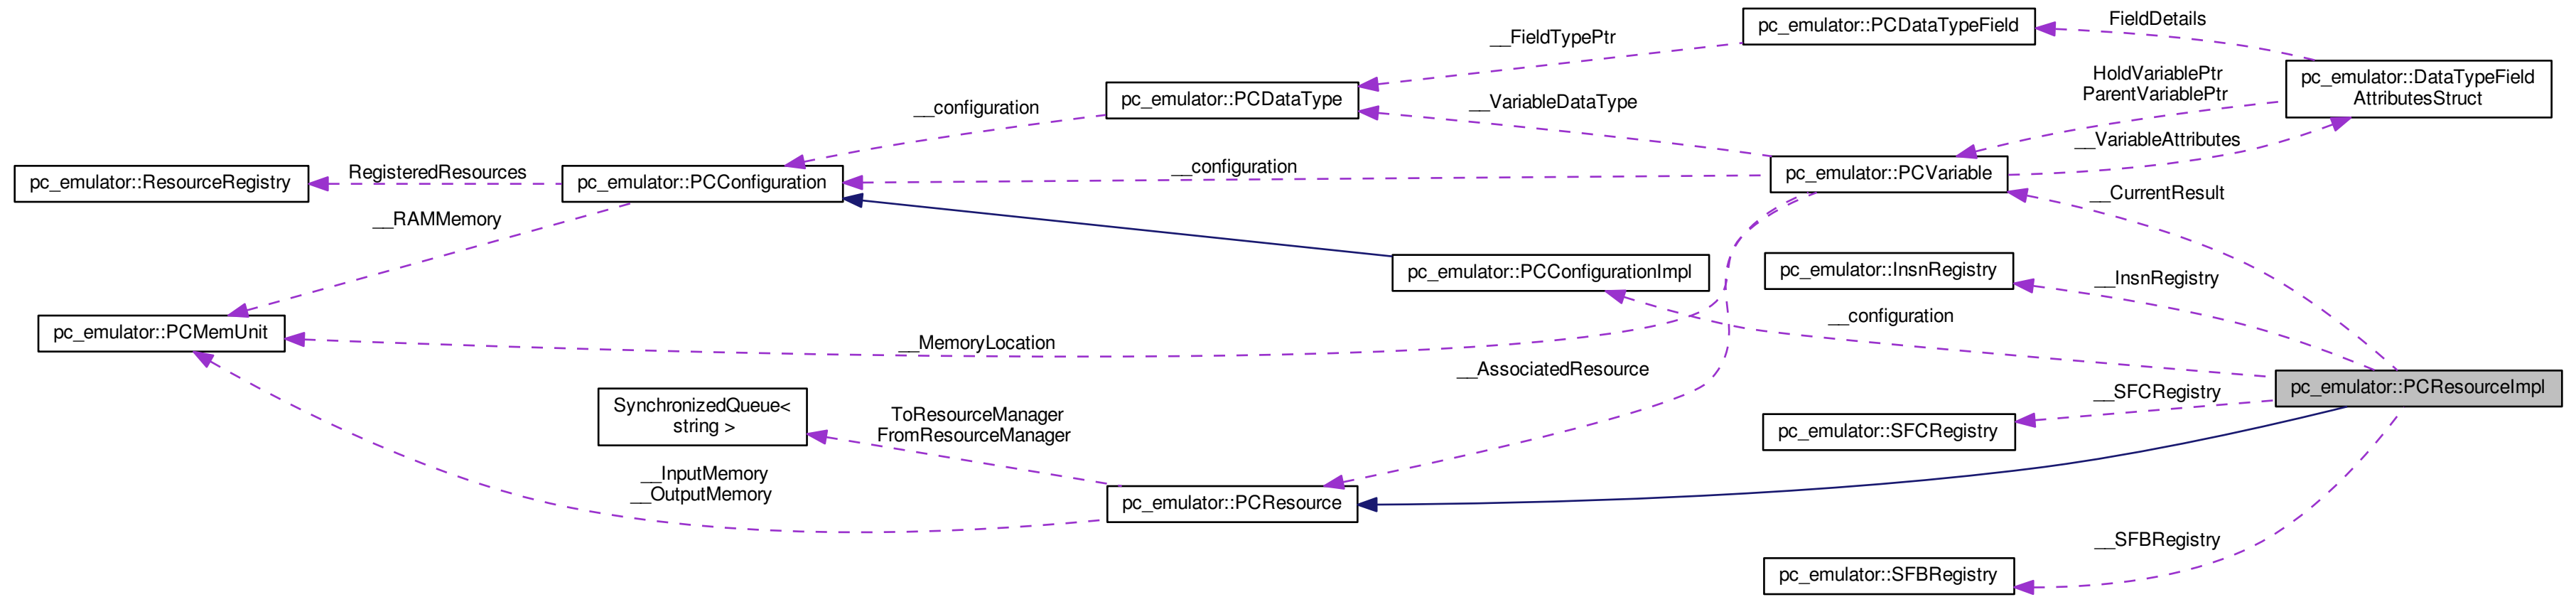 pc_emulator::PCDataTypeField
FieldDetails
__FieldTypePtr
pc_emulator::DataTypeField
AttributesStruct
HoldVariablePtr
ParentVariablePtr
pc_emulator::PCDataType
__VariableDataType
__configuration
__VariableAttributes
pc_emulator::ResourceRegistry
RegisteredResources
pc_emulator::PCConfiguration
__configuration
pc_emulator::PCVariable
__CurrentResult
__RAMMemory
pc_emulator::PCConfigurationImpl
pc_emulator::InsnRegistry
__InsnRegistry
__configuration
pc_emulator::PCMemUnit
__MemoryLocation
__AssociatedResource
pc_emulator::PCResourceImpl
__SFCRegistry
SynchronizedQueue<
string >
ToResourceManager
FromResourceManager
pc_emulator::SFCRegistry
__InputMemory
__OutputMemory
pc_emulator::PCResource
__SFBRegistry
pc_emulator::SFBRegistry